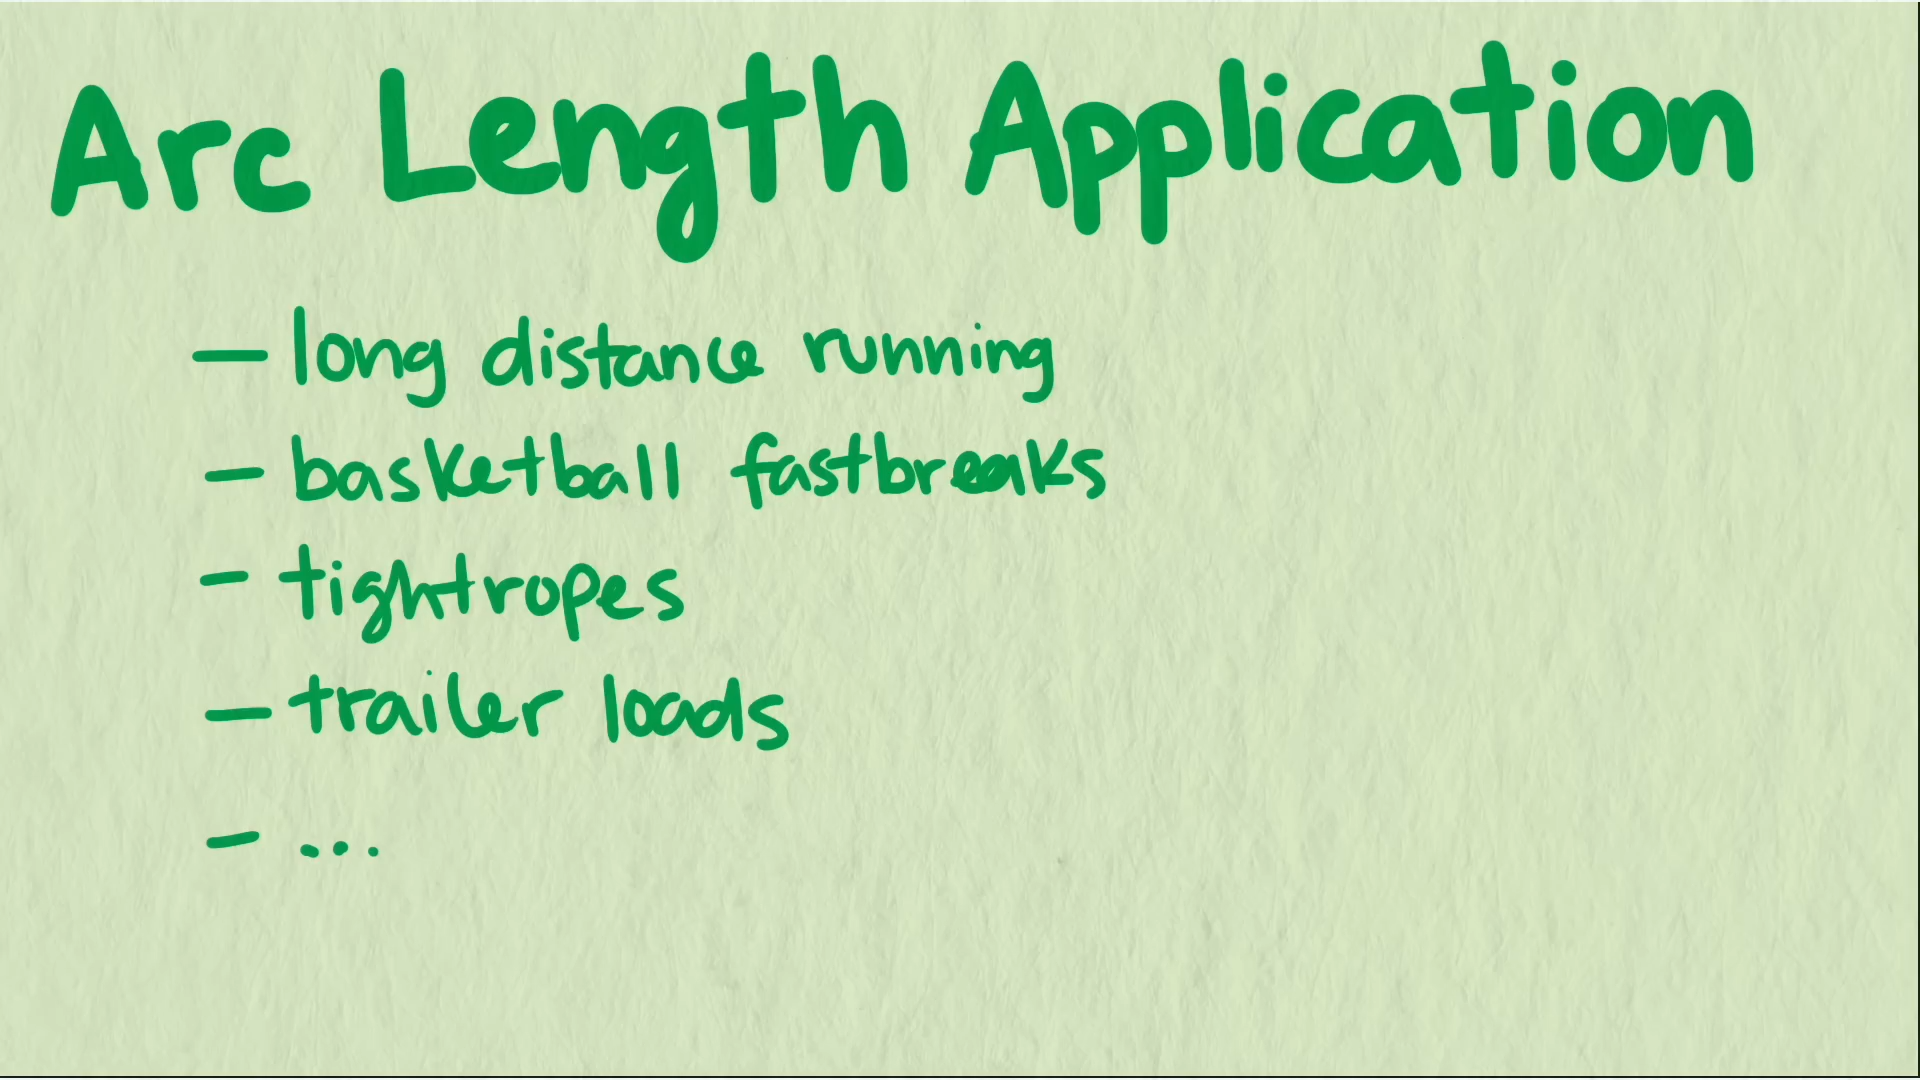 Arc Length Application
- long distance running
- basketball fastbreaks
- tightropes
- trailer loads
- ...